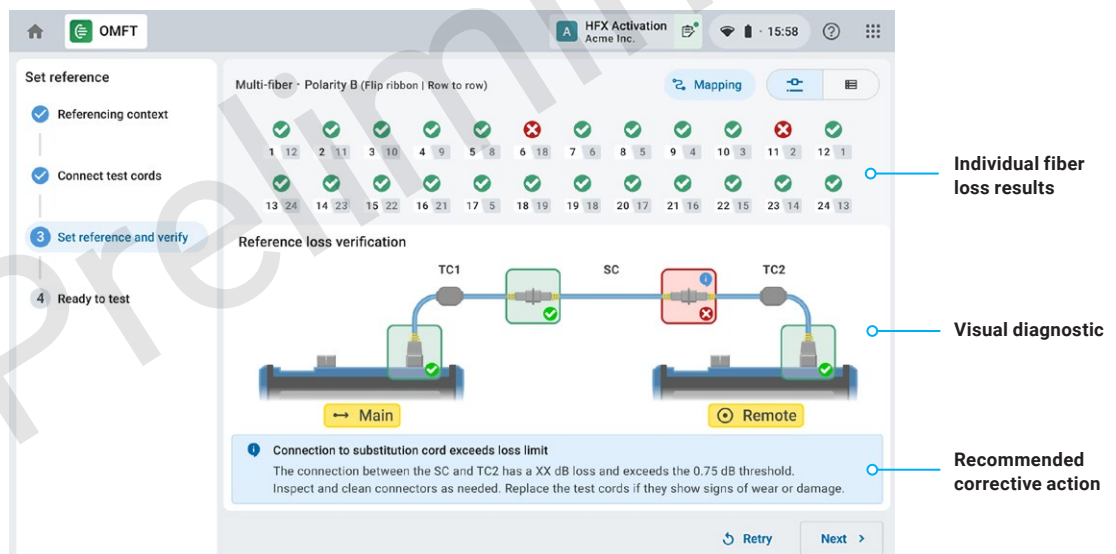 OMFT
A
HFX Activation
Acme Inc.
· 15:58
?
Set reference
Referencing context
Connect test cords
3 Set reference and verify
4 Ready to test
Multi-fiber · Polarity B (Flip ribbon | Row to row)
Mapping
1 12 2 11 3 10 4 9 5 8 6 18 7 6 8 5 9 4 10 3 11 2 12 1
13 24 14 23 15 22 16 21 17 5 18 19 19 18 20 17 21 16 22 15 23 14 24 13
Individual fiber
loss results
Reference loss verification
TC1 SC TC2
Visual diagnostic
Main
Remote
Connection to substitution cord exceeds loss limit
The connection between the SC and TC2 has a XX dB loss and exceeds the 0.75 dB threshold.
Inspect and clean connectors as needed. Replace the test cords if they show signs of wear or damage.
Recommended
corrective action
Retry
Next >